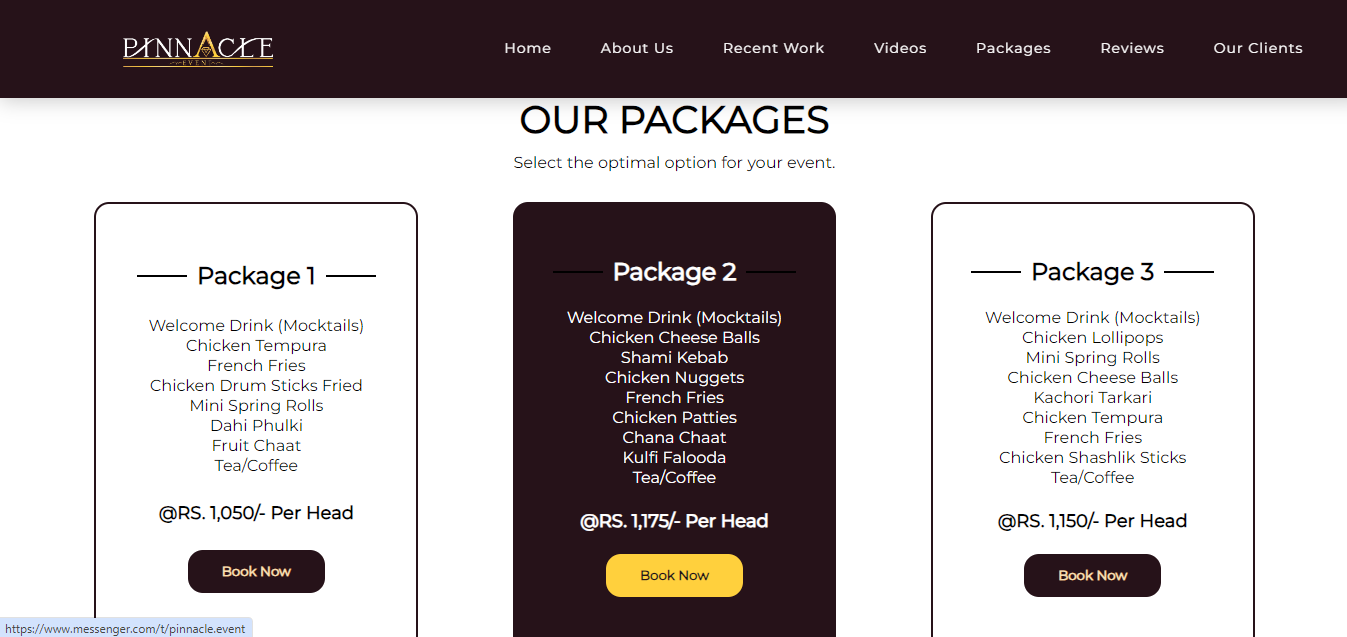 PINNACLE
EVENT
Home
About Us
Recent Work
Videos
Packages
Reviews
Our Clients
OUR PACKAGES
Select the optimal option for your event.
Package 1
Welcome Drink (Mocktails)
Chicken Tempura
French Fries
Chicken Drum Sticks Fried
Mini Spring Rolls
Dahi Phulki
Fruit Chaat
Tea/Coffee
@RS. 1,050/- Per Head
Book Now
Package 2
Welcome Drink (Mocktails)
Chicken Cheese Balls
Shami Kebab
Chicken Nuggets
French Fries
Chicken Patties
Chana Chaat
Kulfi Falooda
Tea/Coffee
@RS. 1,175/- Per Head
Book Now
Package 3
Welcome Drink (Mocktails)
Chicken Lollipops
Mini Spring Rolls
Chicken Cheese Balls
Kachori Tarkari
Chicken Tempura
French Fries
Chicken Shashlik Sticks
Tea/Coffee
@RS. 1,150/- Per Head
Book Now
https://www.messenger.com/t/pinnacle.event